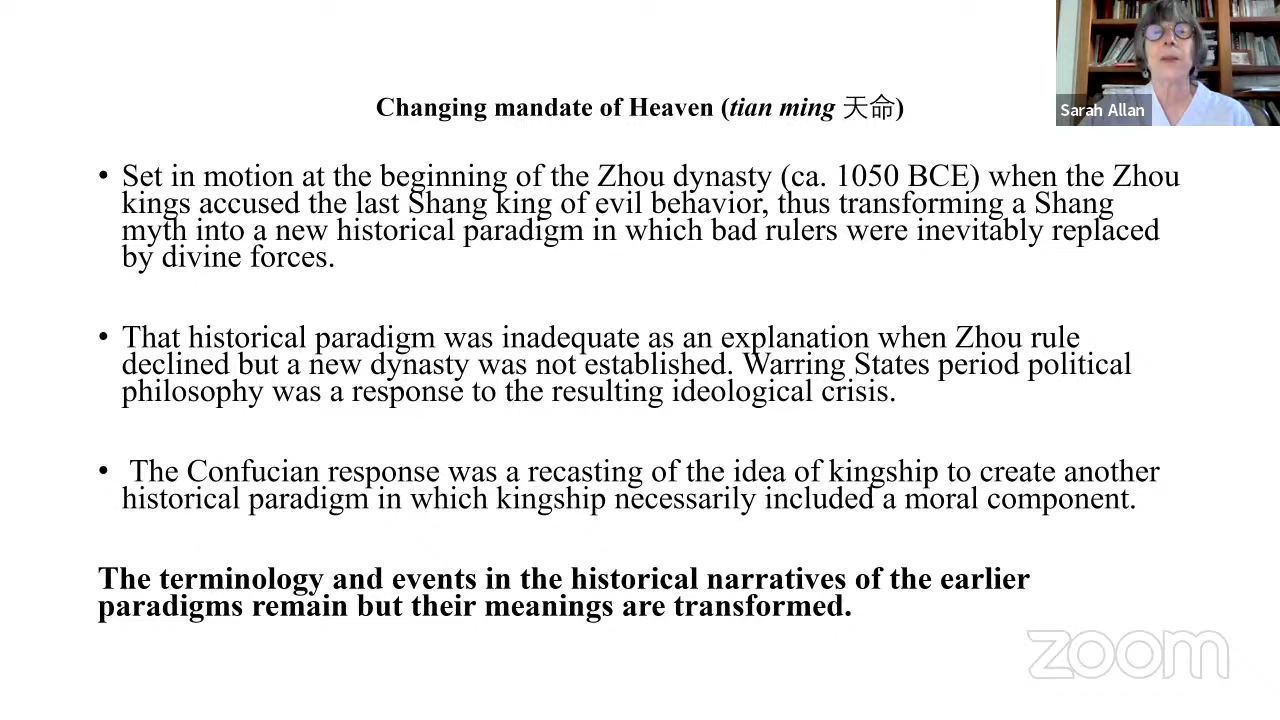 Sarah Allan
Changing mandate of Heaven (tian ming 天命)
• Set in motion at the beginning of the Zhou dynasty (ca. 1050 BCE) when the Zhou
kings accused the last Shang king of evil behavior, thus transforming a Shang
myth into a new historical paradigm in which bad rulers were inevitably replaced
by divine forces.
• That historical paradigm was inadequate as an explanation when Zhou rule
declined but a new dynasty was not established. Warring States period political
philosophy was a response to the resulting ideological crisis.
• The Confucian response was a recasting of the idea of kingship to create another
historical paradigm in which kingship necessarily included a moral component.
The terminology and events in the historical narratives of the earlier
paradigms remain but their meanings are transformed.
zoom